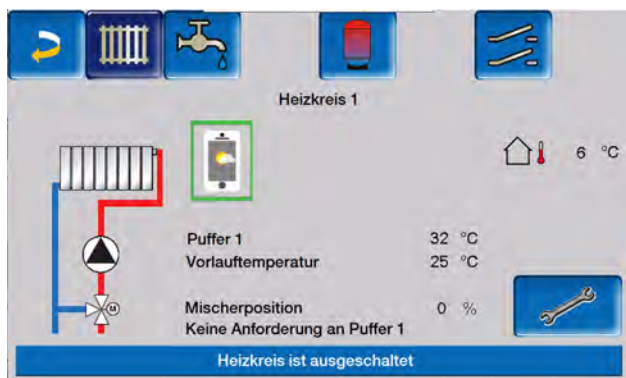 Heizkreis 1
6 °C
Puffer 1 32 °C
Vorlauftemperatur 25 °C
M
Mischerposition 0 %
Keine Anforderung an Puffer 1
Heizkreis ist ausgeschaltet